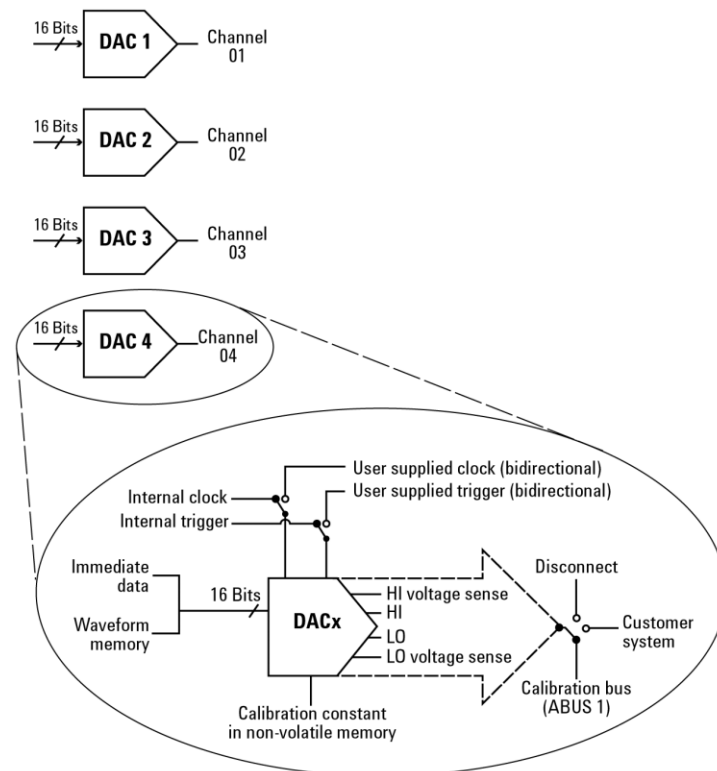 16 Bits
DAC 1
Channel
01
16 Bits
DAC 2
Channel
02
16 Bits
DAC 3
Channel
03
16 Bits
DAC 4
Channel
04
User supplied clock (bidirectional)
Internal clock
User supplied trigger (bidirectional)
Internal trigger
Immediate
data
16 Bits
Waveform
memory
DACx
HI voltage sense
HI
LO
LO voltage sense
Disconnect
Customer
system
Calibration bus
(ABUS 1)
Calibration constant
in non-volatile memory